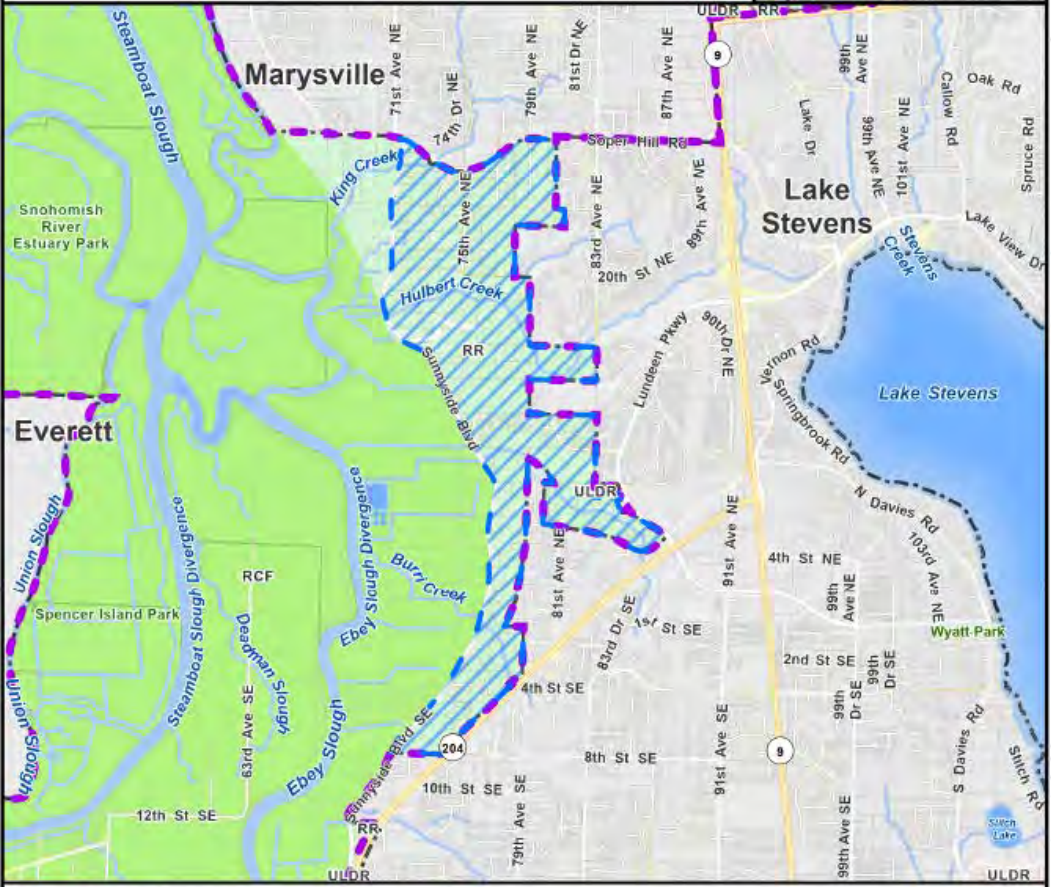 ULDR
RR
Steamboat Slough
Marysville
71st Ave NE
74th Dr NE
79th Ave NE
81st Dr NE
87th Ave NE
9
99th
Ave NE
Callow Rd
Oak Rd
Spruce Rd
Lake Dr
99th Ave NE
101st Ave NE
Soper Hill Rd
King Creek
75th Ave NE
83rd Ave NE
89th Ave NE
Lake
Stevens
Snohomish
River
Estuary Park
20th St NE
Stevens
Creek
Lake View Dr
Hulbert Creek
RR
Sunnyside Blvd
Lundeen Pkwy
90th Dr NE
Vernon Rd
Springbrook Rd
Lake Stevens
Everett
ULDR
N Davies Rd
Union Slough
Steamboat Slough Divergence
Ebey Slough Divergence
Burri Creek
81st Ave NE
91st Ave NE
4th St NE
99th
Ave NE
103rd Ave NE
RCF
Spencer Island Park
Deadman Slough
83rd Dr SE
1st St SE
Wyatt Park
2nd St SE
99th
Dr SE
99th
Dr SE
4th St SE
Union Slough
63rd Ave SE
Ebey Slough
Sunnyside Blvd SE
204
8th St SE
91st Ave SE
9
S Davies Rd
Stitch Rd
10th St SE
79th Ave SE
99th Ave SE
12th St SE
RR
Stitch
Lake
ULDR
ULDR